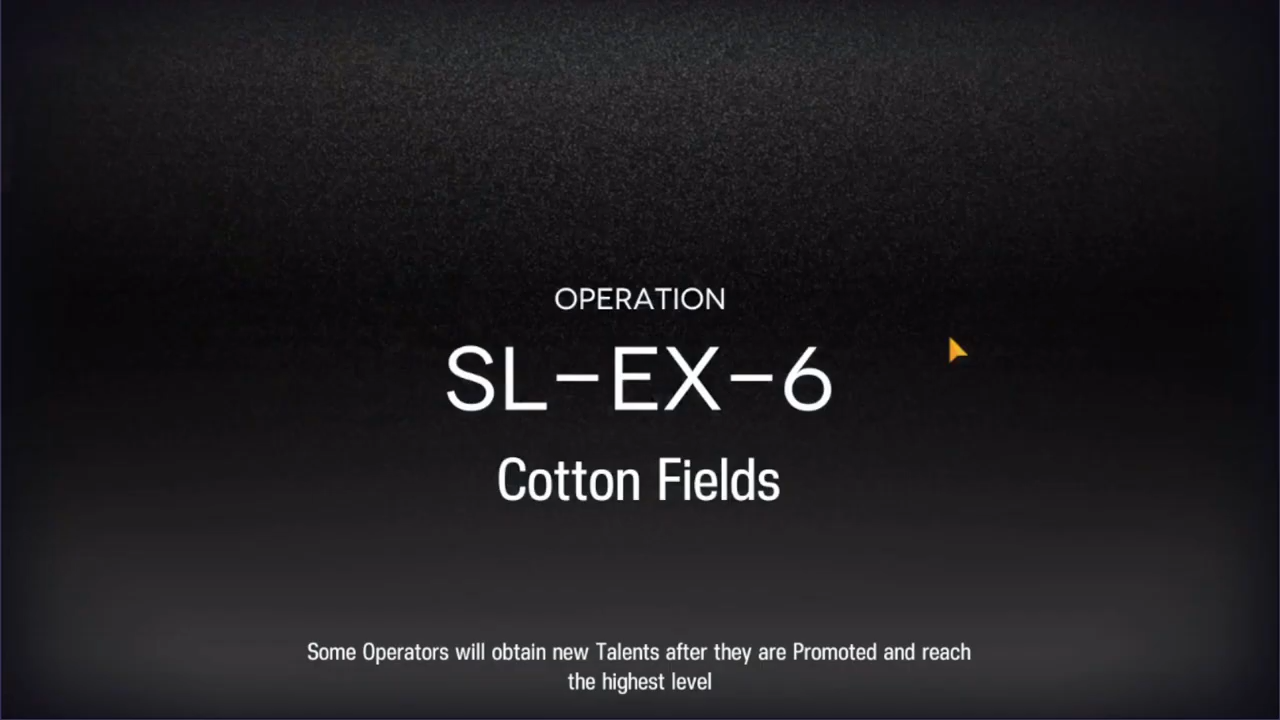 OPERATION
SL-EX-6
Cotton Fields
Some Operators will obtain new Talents after they are Promoted and reach
the highest level